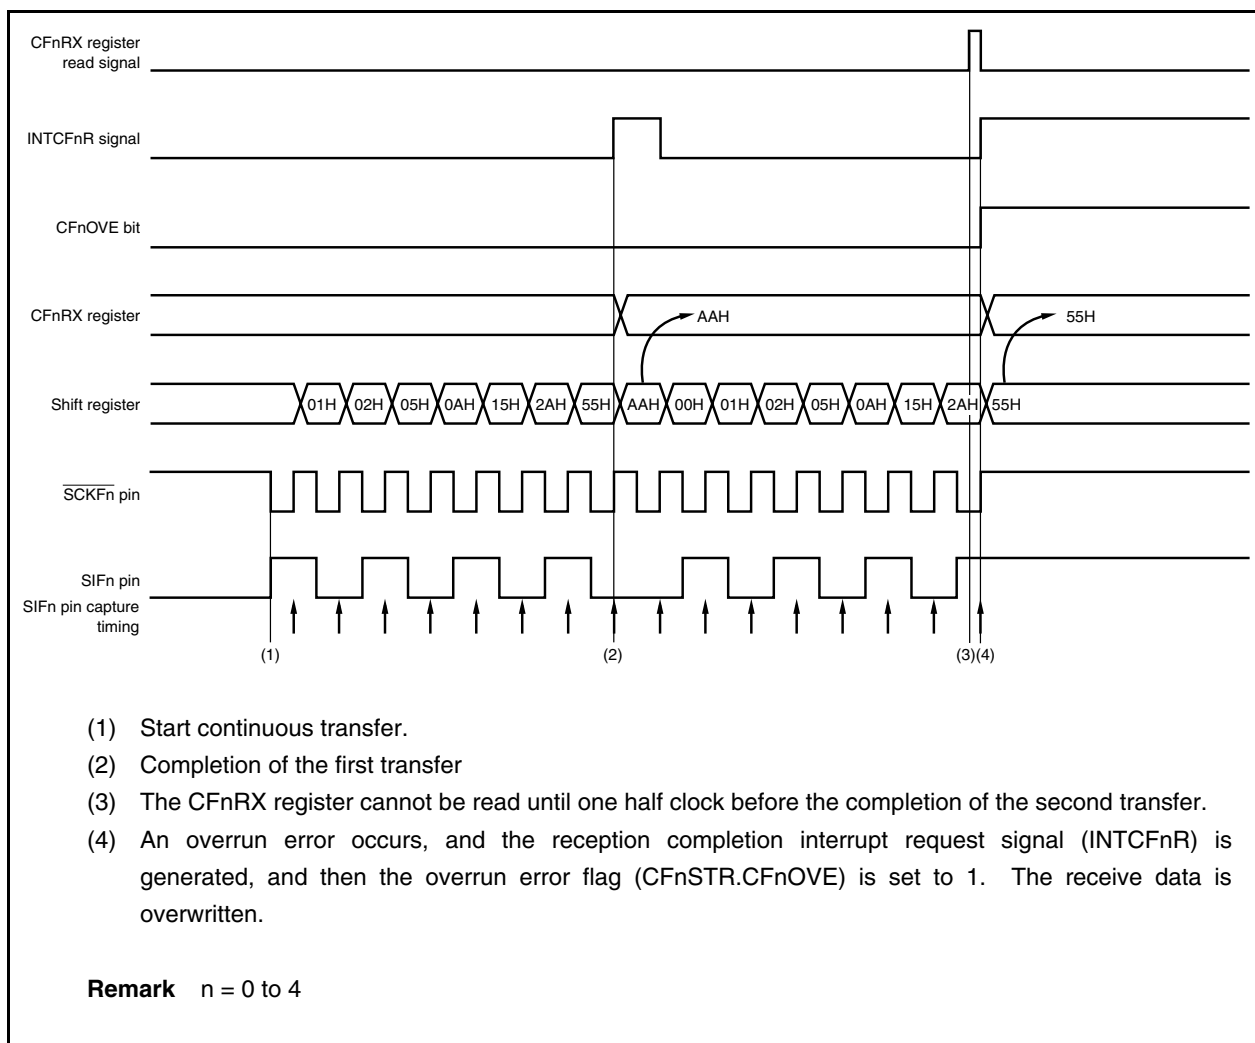 CFnRX register
read signal
INTCFnR signal
CFnOVE bit
CFnRX register
AAH
55H
Shift register
01H 02H 05H 0AH 15H 2AH 55H AAH 00H 01H 02H 05H 0AH 15H 2AH 55H
SCKFn pin
SIFn pin
SIFn pin capture
timing
(1) (2) (3) (4)
(1) Start continuous transfer.
(2) Completion of the first transfer
(3) The CFnRX register cannot be read until one half clock before the completion of the second transfer.
(4) An overrun error occurs, and the reception completion interrupt request signal (INTCFnR) is
generated, and then the overrun error flag (CFnSTR.CFnOVE) is set to 1. The receive data is
overwritten.
Remark n = 0 to 4